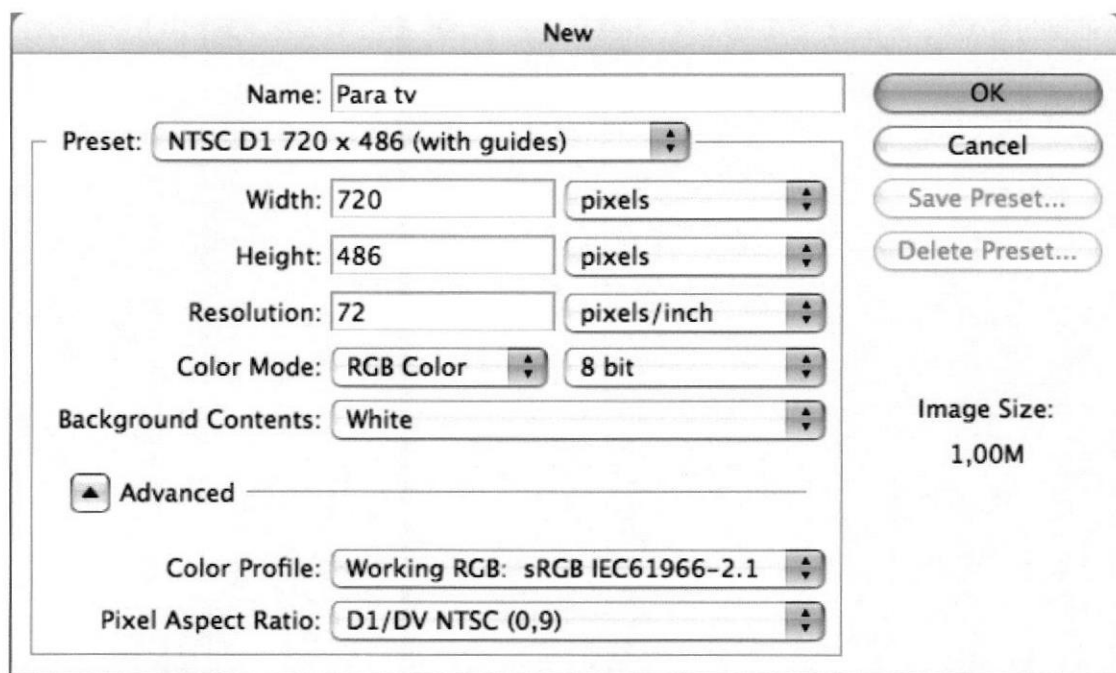 New
Name: Para tv
OK
Preset: NTSC D1 720 x 486 (with guides)
Cancel
Width: 720 pixels
Save Preset...
Height: 486 pixels
Delete Preset...
Resolution: 72 pixels/inch
Color Mode: RGB Color 8 bit
Background Contents: White
Image Size:
1,00M
Advanced
Color Profile: Working RGB: sRGB IEC61966-2.1
Pixel Aspect Ratio: D1/DV NTSC (0,9)